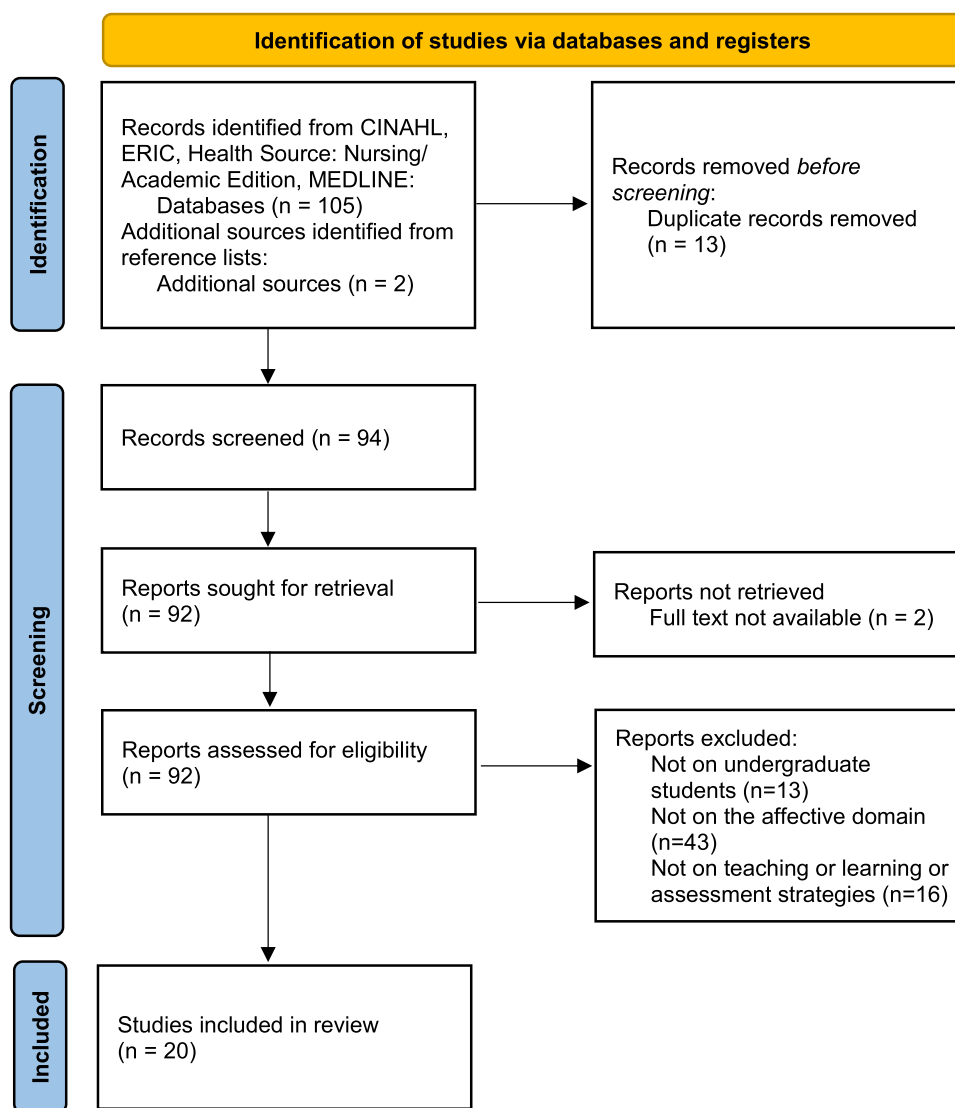 Identification of studies via databases and registers
Identification
Records identified from CINAHL,
ERIC, Health Source: Nursing/
Academic Edition, MEDLINE:
Databases (n = 105)
Additional sources identified from
reference lists:
Additional sources (n = 2)
Records removed before
screening:
Duplicate records removed
(n = 13)
Screening
Records screened (n = 94)
Reports sought for retrieval
(n = 92)
Reports not retrieved
Full text not available (n = 2)
Reports assessed for eligibility
(n = 92)
Reports excluded:
Not on undergraduate
students (n=13)
Not on the affective domain
(n=43)
Not on teaching or learning or
assessment strategies (n=16)
Included
Studies included in review
(n = 20)